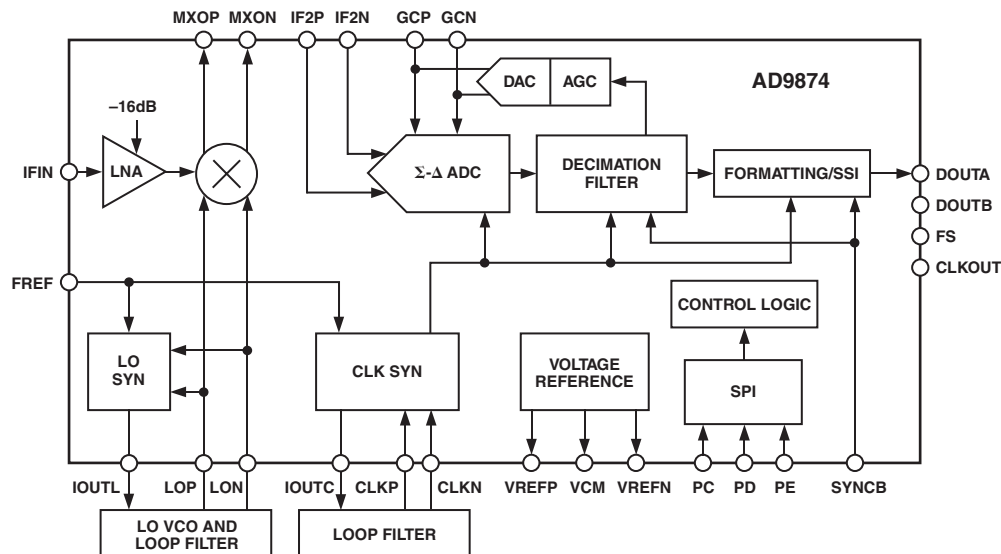 MXOP MXON IF2P IF2N GCP GCN
DAC AGC AD9874
–16dB
IFIN LNA Σ-Δ ADC DECIMATION
FILTER FORMATTING/SSI DOUTA
DOUTB
FS
CLKOUT
FREF
CONTROL LOGIC
LO
SYN
CLK SYN
VOLTAGE
REFERENCE
SPI
IOUTL LOP LON IOUTC CLKP CLKN VREFP VCM VREFN PC PD PE SYNCB
LO VCO AND
LOOP FILTER
LOOP FILTER